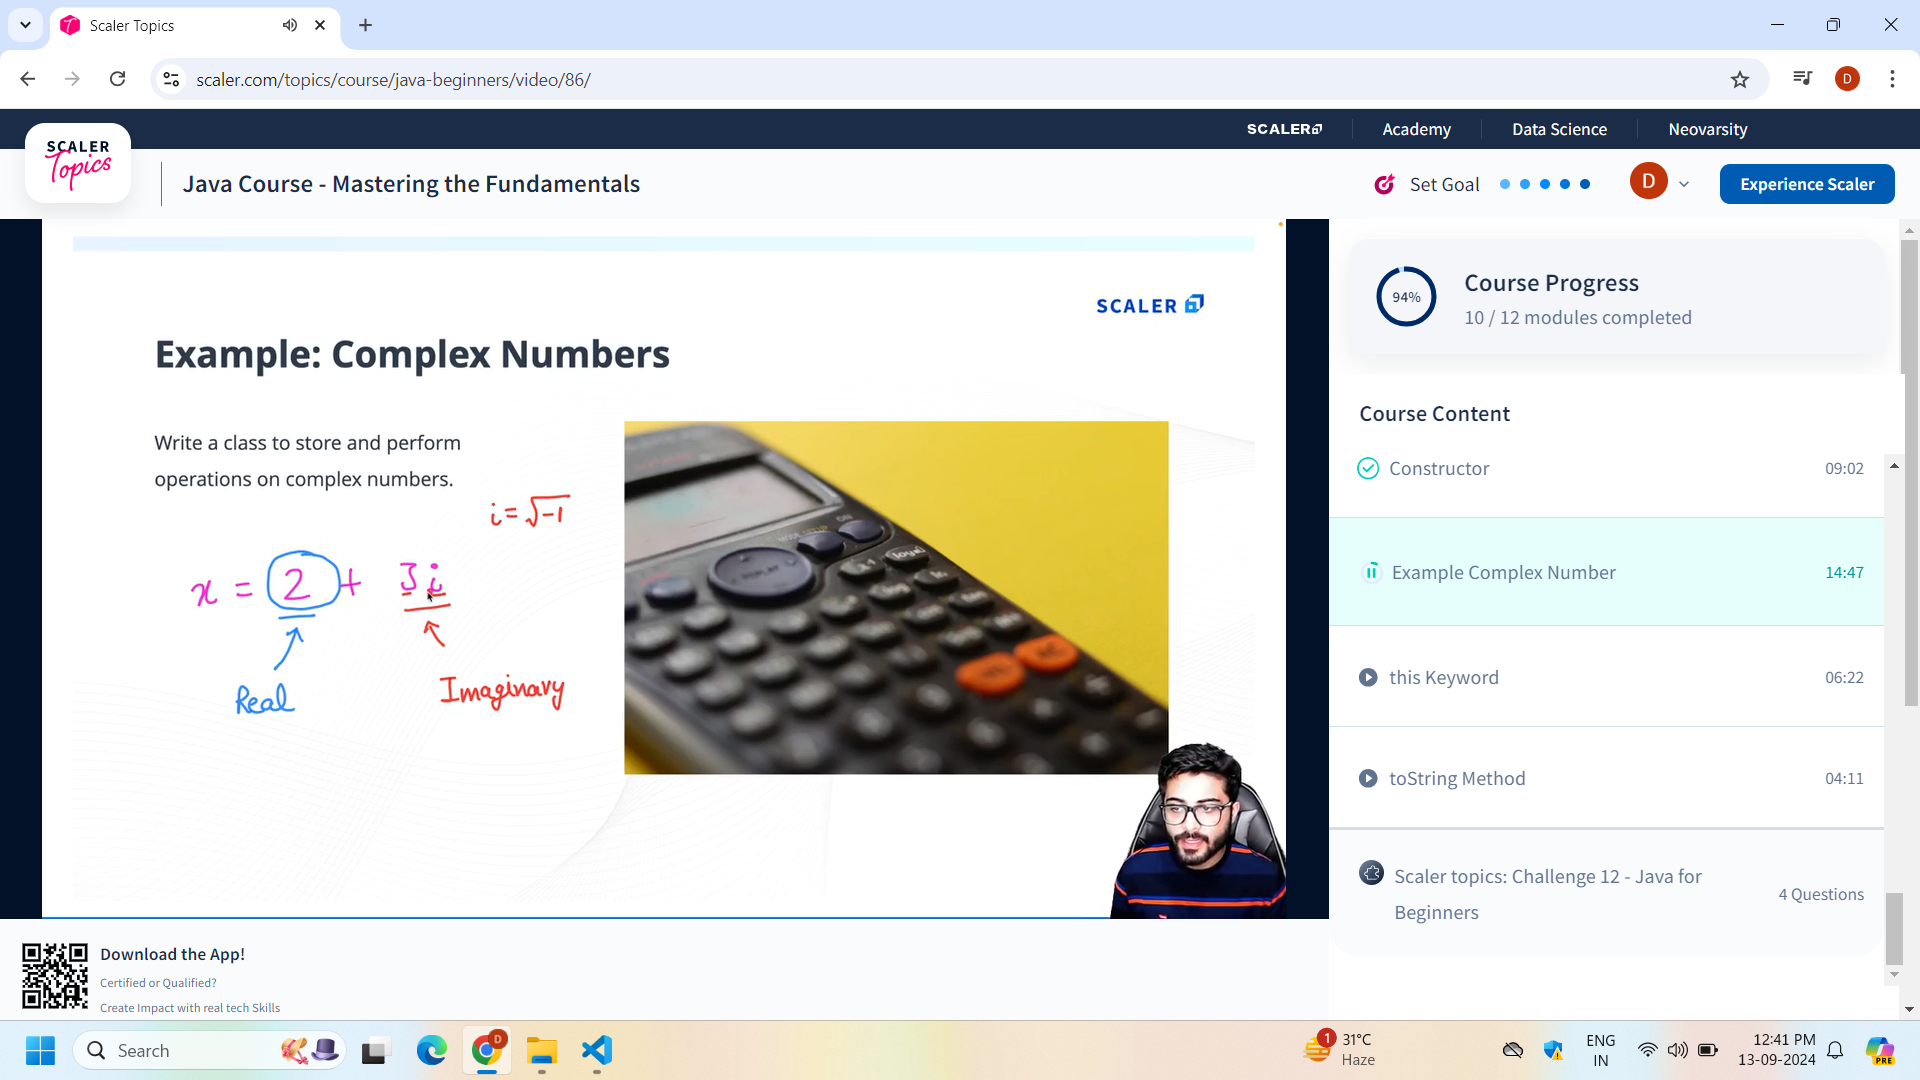 Scaler Topics
scaler.com/topics/course/java-beginners/video/86/
D
SCALER
Academy
Data Science
Neovarsity
SCALER
Topics
Java Course - Mastering the Fundamentals
Set Goal
D
Experience Scaler
SCALER
Example: Complex Numbers
Write a class to store and perform
operations on complex numbers.
i = √-1
x = 2 + 3i
Real
Imaginary
94%
Course Progress
10 / 12 modules completed
Course Content
Constructor
09:02
Example Complex Number
14:47
this Keyword
06:22
toString Method
04:11
Scaler topics: Challenge 12 - Java for
Beginners
4 Questions
Download the App!
Certified or Qualified?
Create Impact with real tech Skills
Search
D
1
31°C
Haze
ENG
IN
12:41 PM
13-09-2024
PRE